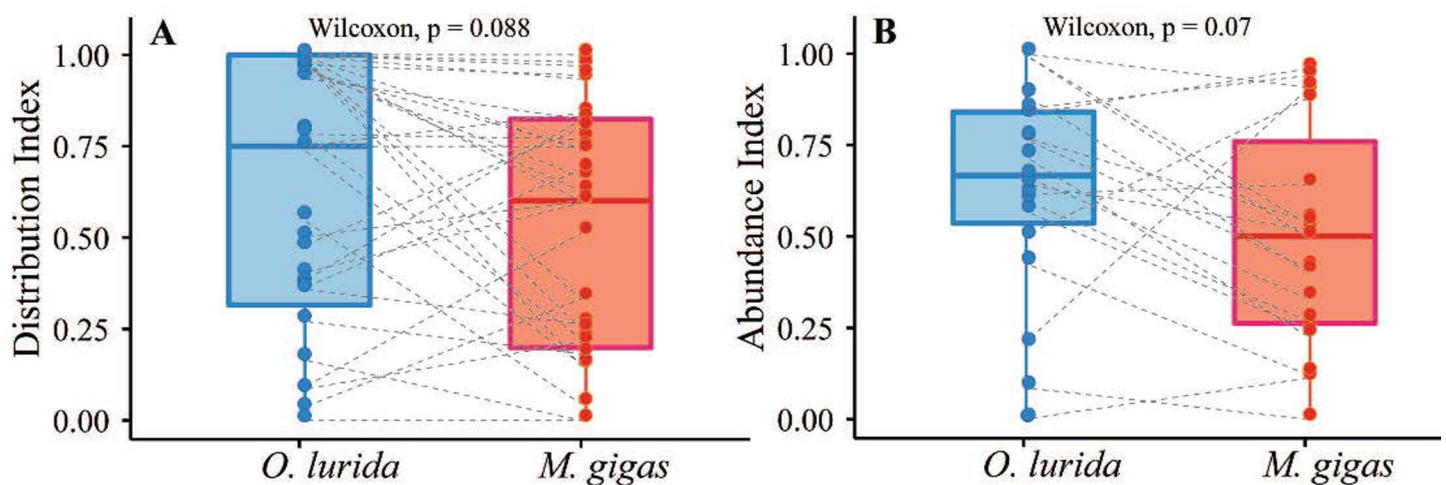 A
Wilcoxon, p = 0.088
Distribution Index
1.00
0.75
0.50
0.25
0.00
O. lurida
M. gigas
B
Wilcoxon, p = 0.07
Abundance Index
1.00
0.75
0.50
0.25
0.00
O. lurida
M. gigas